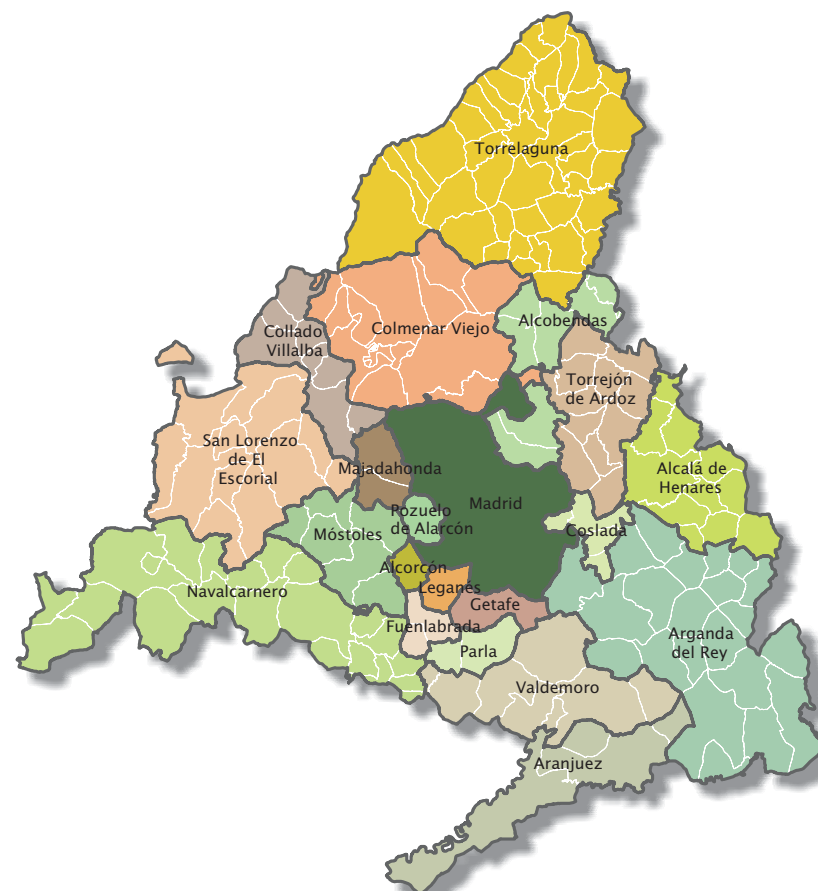 Torrelaguna
Colmenar Viejo
Alcobendas
Collado
Villalba
Torrejón
de Ardoz
San Lorenzo
de El
Escorial
Majadahonda
Alcalá de
Henares
Madrid
Pozuelo
de Alarcón
Móstoles
Coslada
Alcorcón
Leganés
Navalcarnero
Getafe
Fuenlabrada
Arganda
del Rey
Parla
Valdemoro
Aranjuez